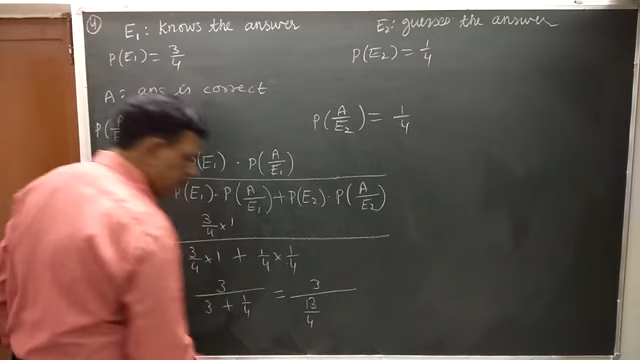 (4) E₁: knows the answer E₂: guesses the answer
P(E₁) = 3/4 P(E₂) = 1/4
A: ans is correct
P(A/E₂) = 1/4
P(E₁) · P(A/E₁)
P(E₁) · P(A/E₁) + P(E₂) · P(A/E₂)
3/4 × 1
3/4 × 1 + 1/4 × 1/4
3 / (3 + 1/4) = 3 / (13/4)